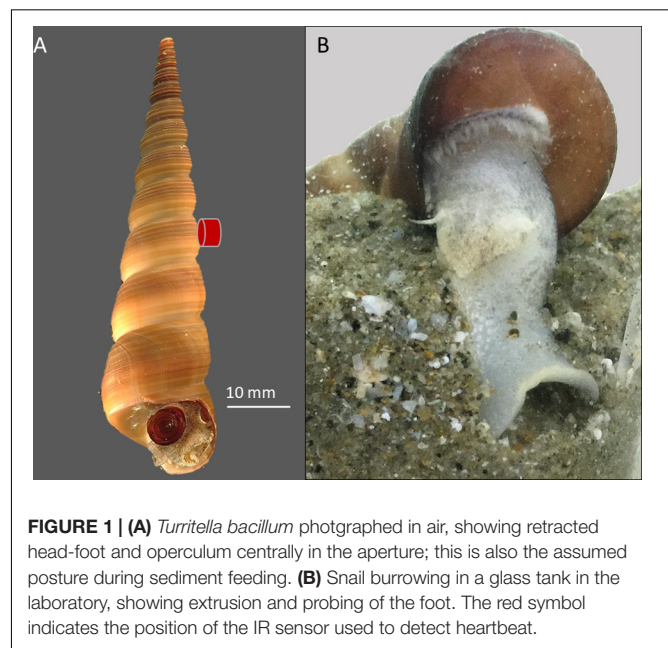 A
B
10 mm
FIGURE 1 | (A) Turritella bacillum photgraphed in air, showing retracted
head-foot and operculum centrally in the aperture; this is also the assumed
posture during sediment feeding. (B) Snail burrowing in a glass tank in the
laboratory, showing extrusion and probing of the foot. The red symbol
indicates the position of the IR sensor used to detect heartbeat.